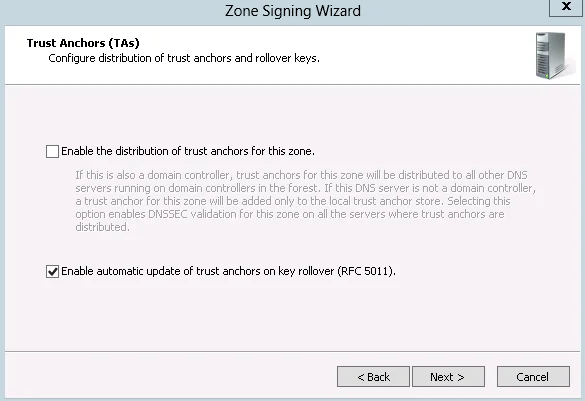 Zone Signing Wizard
x
Trust Anchors (TAs)
Configure distribution of trust anchors and rollover keys.
Enable the distribution of trust anchors for this zone.
If this is also a domain controller, trust anchors for this zone will be distributed to all other DNS
servers running on domain controllers in the forest. If this DNS server is not a domain controller,
a trust anchor for this zone will be added only to the local trust anchor store. Selecting this
option enables DNSSEC validation for this zone on all the servers where trust anchors are
distributed.
Enable automatic update of trust anchors on key rollover (RFC 5011).
< Back
Next >
Cancel